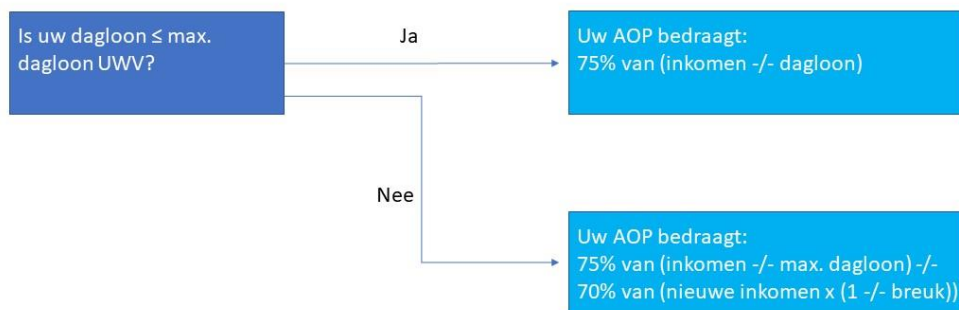 Is uw dagloon ≤ max.
dagloon UWV?
Ja
Uw AOP bedraagt:
75% van (inkomen -/- dagloon)
Nee
Uw AOP bedraagt:
75% van (inkomen -/- max. dagloon) -/-
70% van (nieuwe inkomen x (1 -/- breuk))